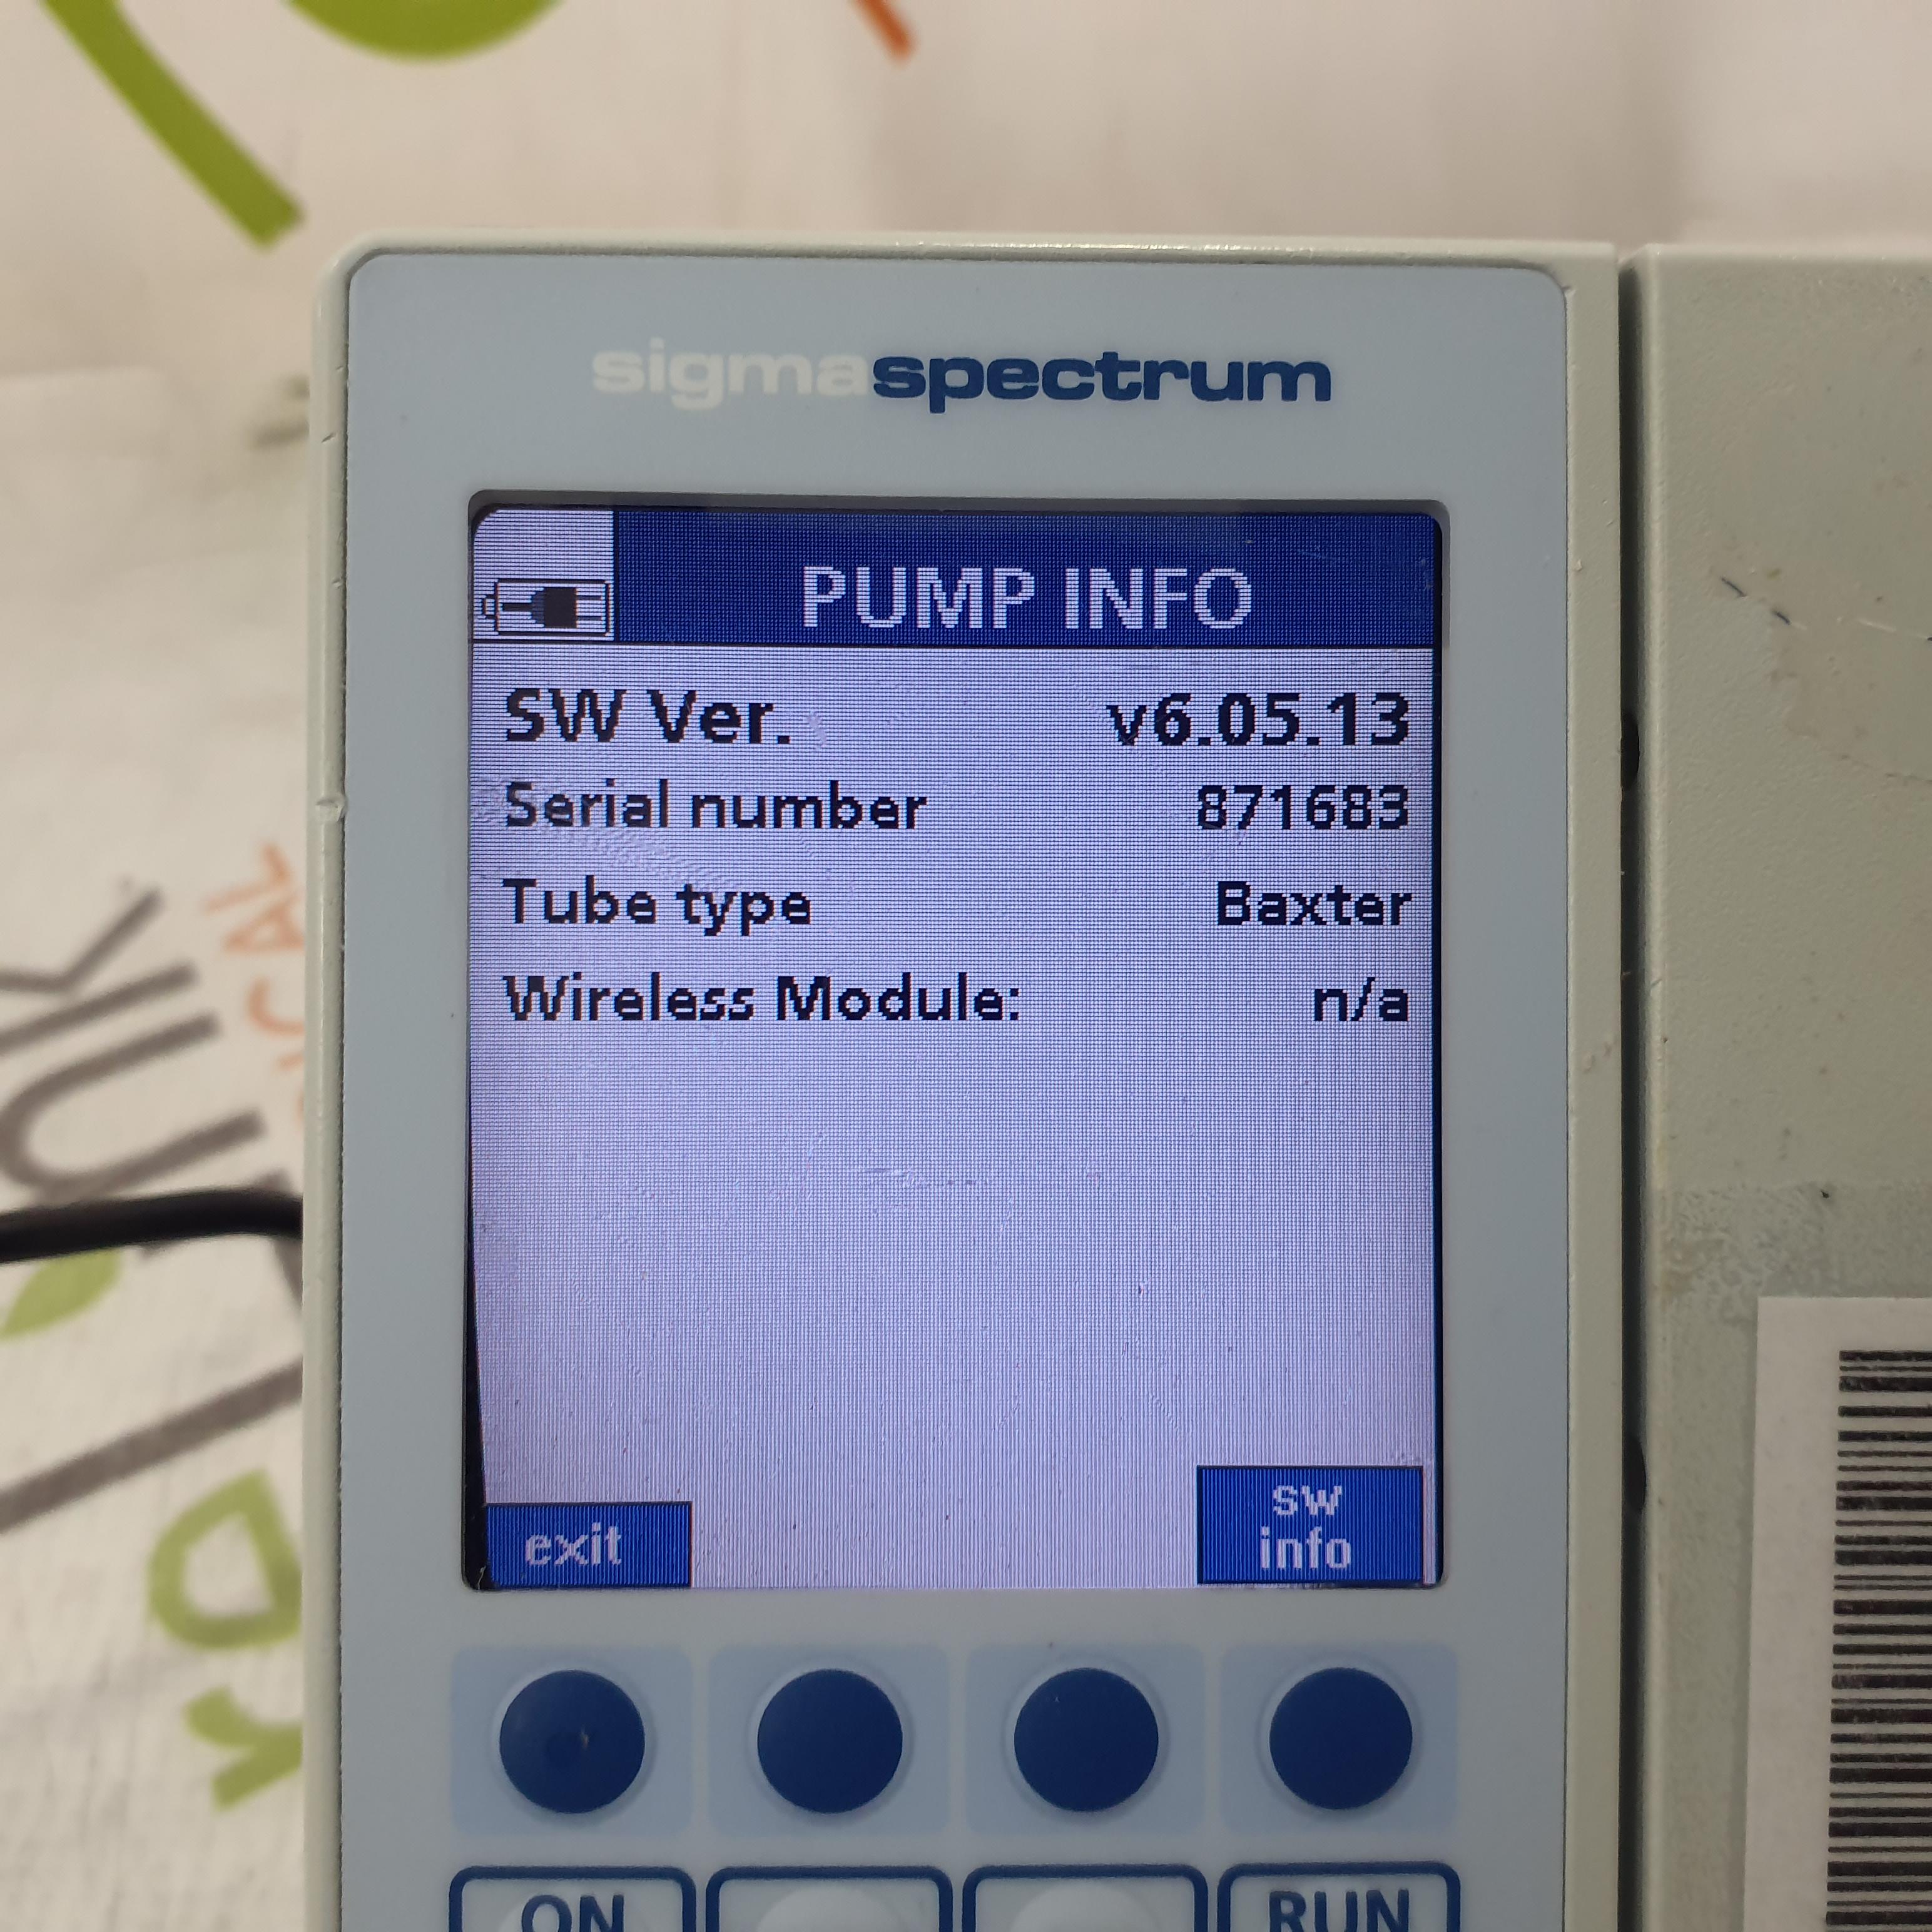 sigmaspectrum
PUMP INFO
SW Ver. v6.05.13
Serial number 871683
Tube type Baxter
Wireless Module: n/a
exit
sw
info
ON
RUN